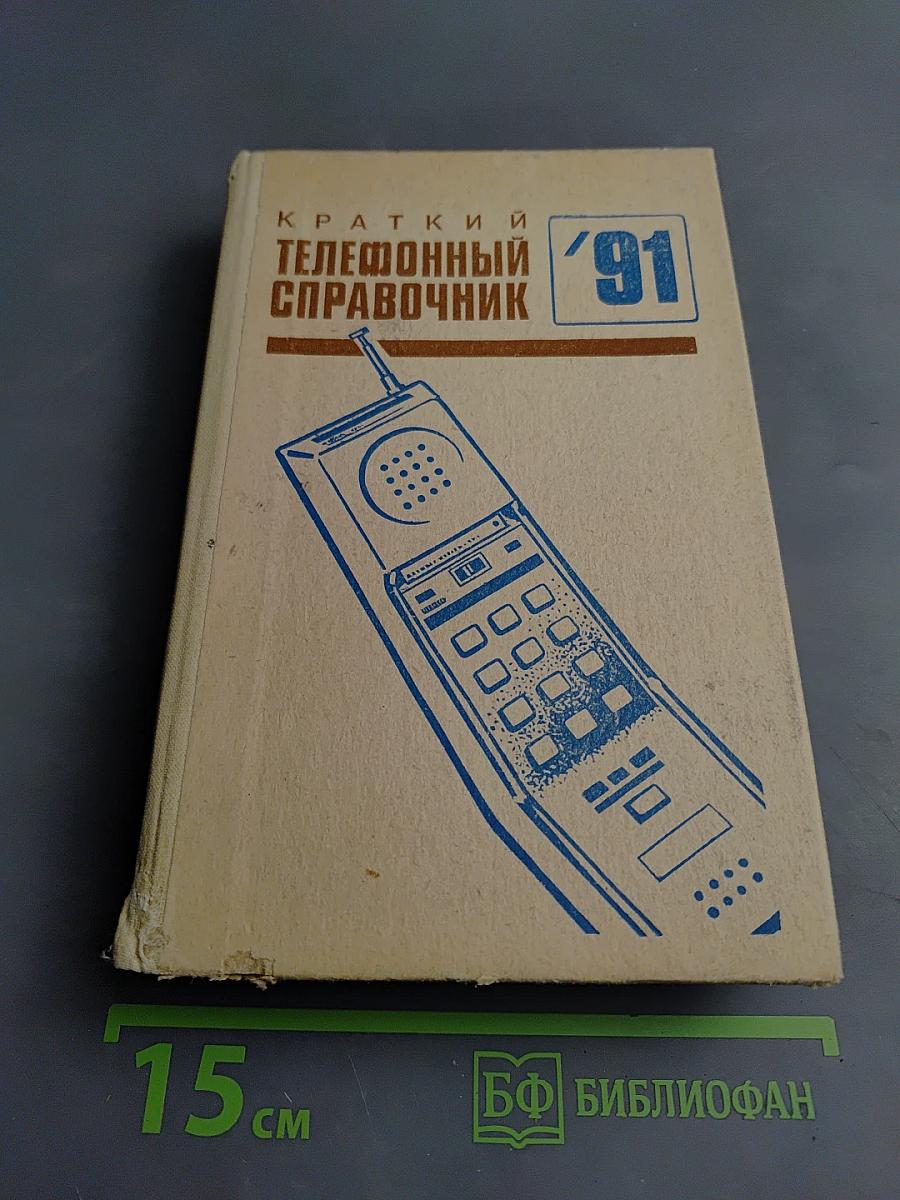 КРАТКИЙ
ТЕЛЕФОННЫЙ
СПРАВОЧНИК
'91
15 см
БФ БИБЛИОФАН